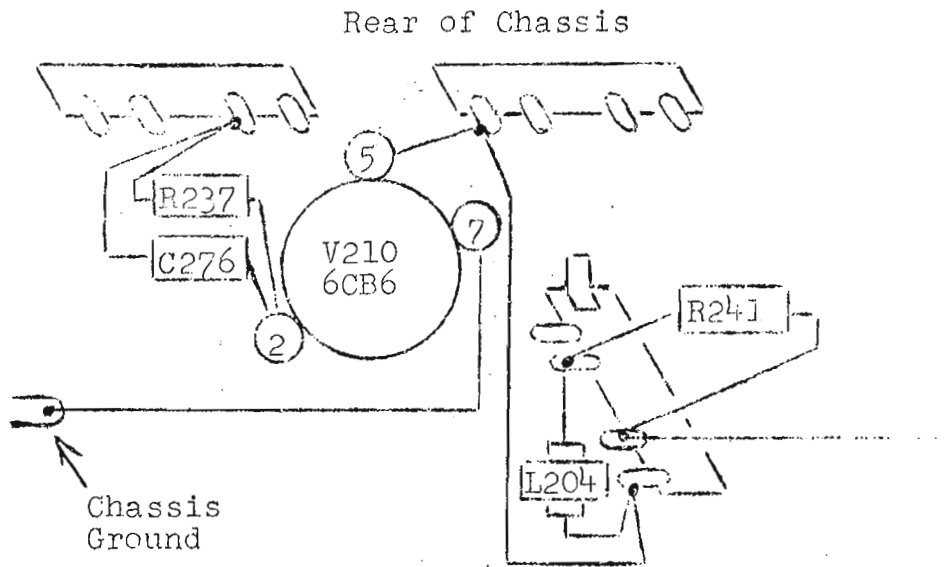 Rear of Chassis
5
R237
7
V210
6CB6
C276
R241
2
L204
Chassis
Ground